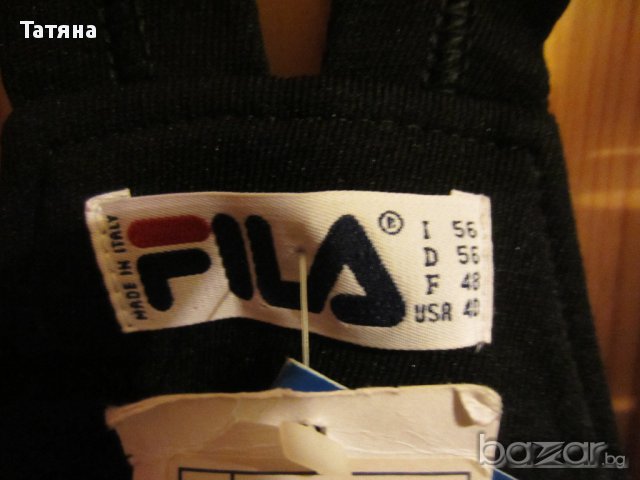 Татяна
MADE IN ITALY
FILA ®
I 56
D 56
F 48
USA 40
bazar.bg